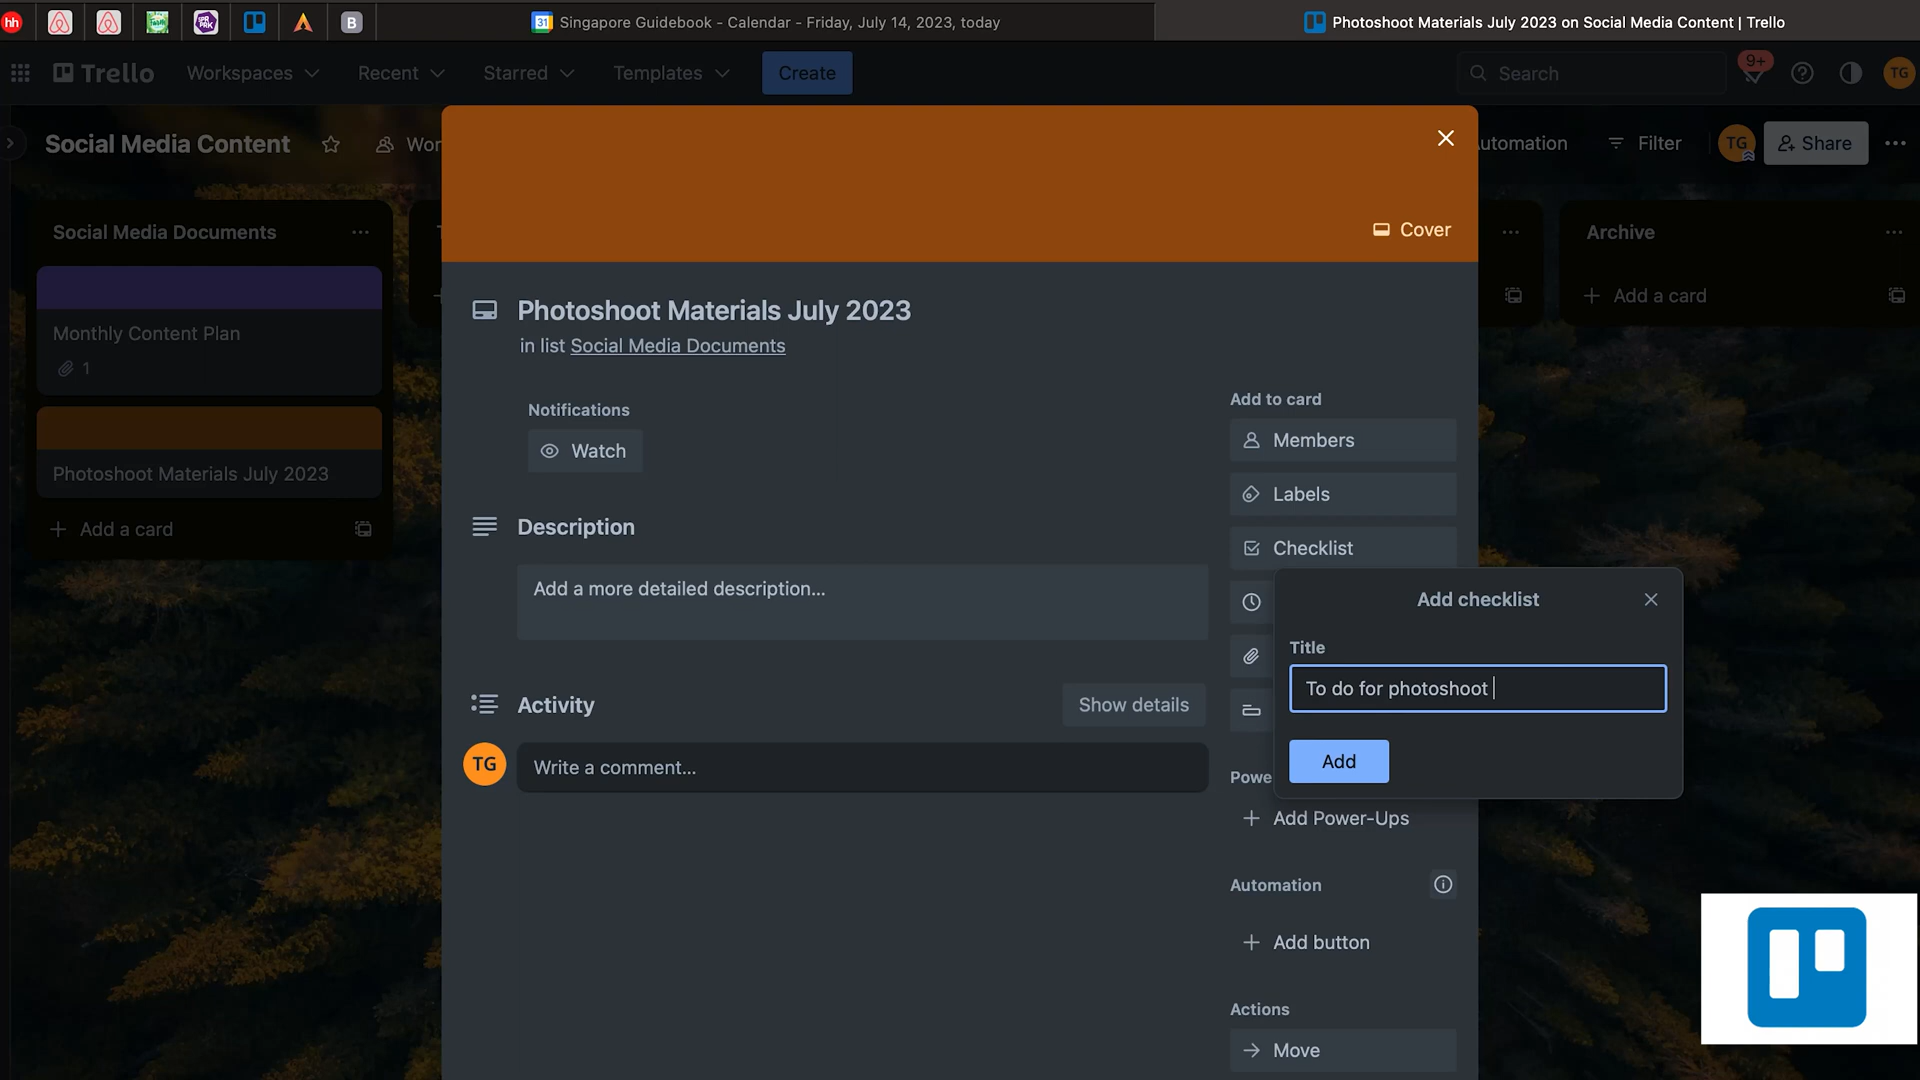 hh
SPR PRK
B
31
Singapore Guidebook - Calendar - Friday, July 14, 2023, today
Photoshoot Materials July 2023 on Social Media Content | Trello
Trello
Workspaces
Recent
Starred
Templates
Create
Search
9+
TG
Social Media Content
Wor
utomation
Filter
TG
Share
Cover
Social Media Documents
Monthly Content Plan
1
Photoshoot Materials July 2023
Add a card
Archive
Add a card
Photoshoot Materials July 2023
in list Social Media Documents
Notifications
Watch
Description
Add a more detailed description...
Activity
Show details
TG
Write a comment...
Add to card
Members
Labels
Checklist
Add checklist
Title
To do for photoshoot
Add
Powe
Add Power-Ups
Automation
Add button
Actions
Move